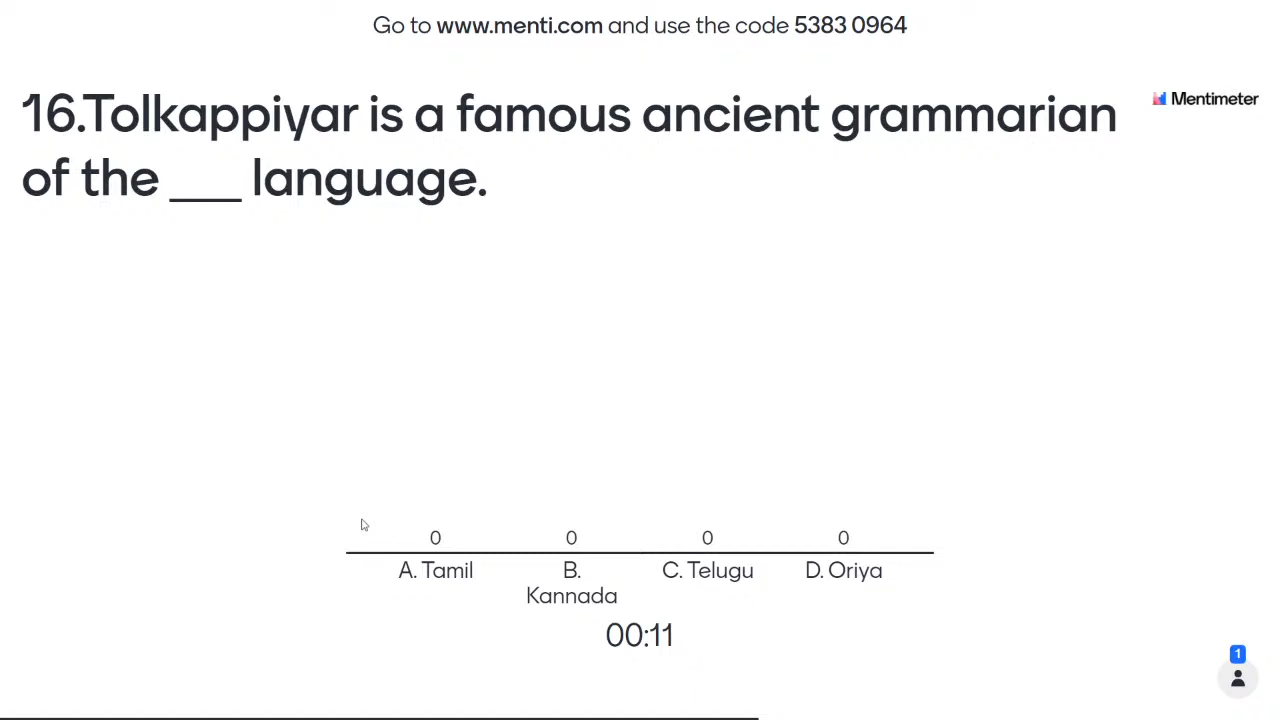 Go to www.menti.com and use the code 5383 0964
16.Tolkappiyar is a famous ancient grammarian
of the ___ language.
Mentimeter
0 0 0 0
A. Tamil B. C. Telugu D. Oriya
Kannada
00:11
1